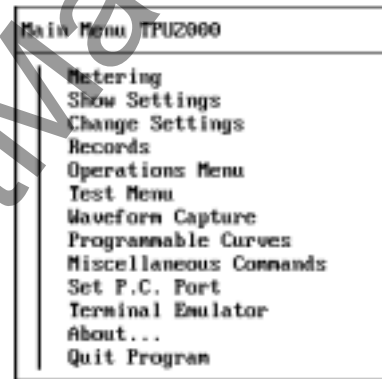 Main Menu TPU2000
Metering
Show Settings
Change Settings
Records
Operations Menu
Test Menu
Waveform Capture
Programmable Curves
Miscellaneous Commands
Set P.C. Port
Terminal Emulator
About...
Quit Program